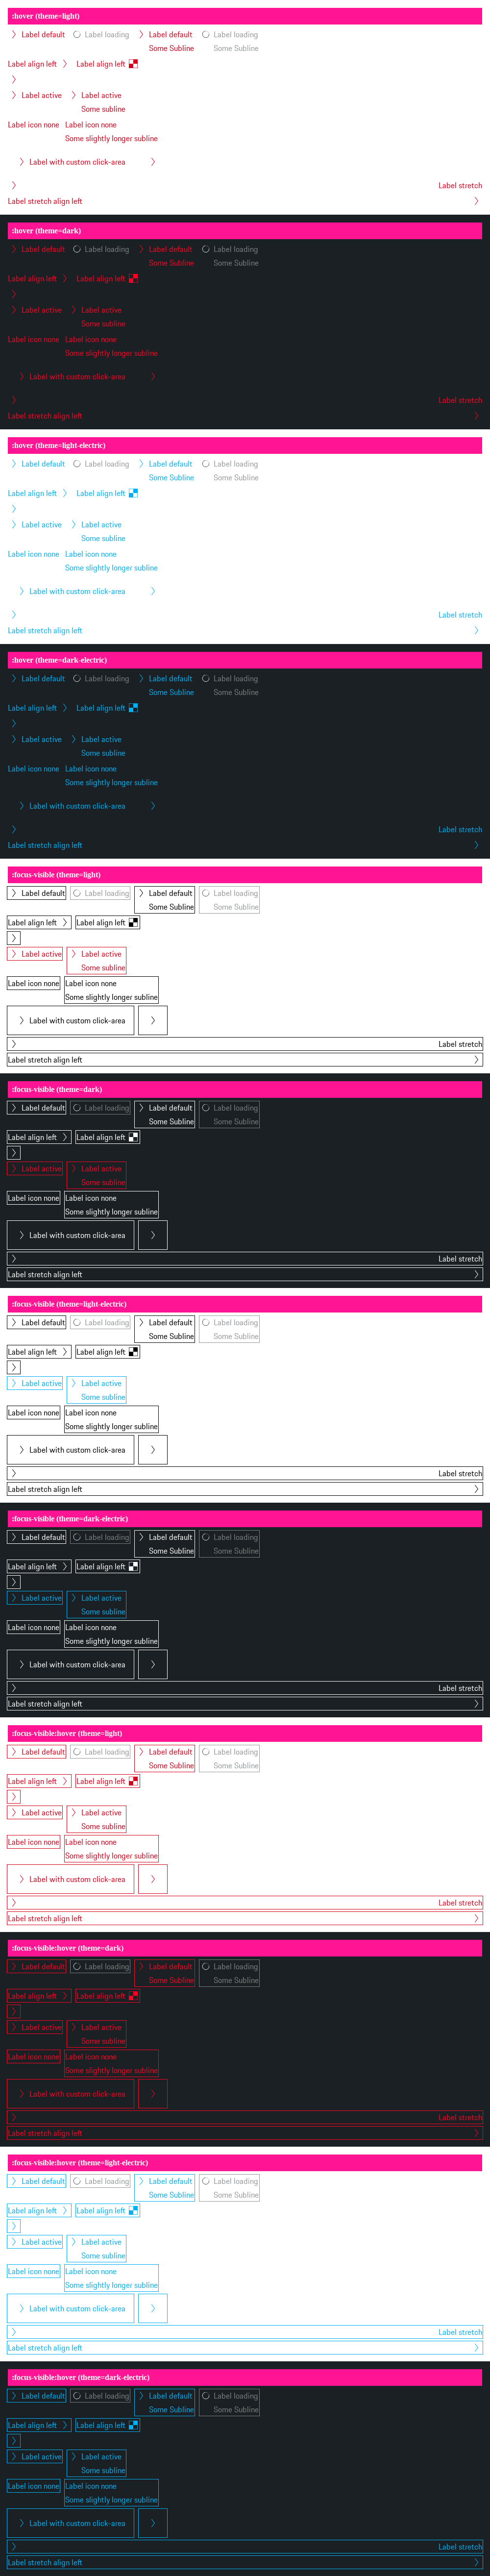 :hover (theme=light)
Label default Label loading Label default Label loading
Some Subline Some Subline
Label align left Label align left
Label active Label active
Some subline
Label icon none Label icon none
Some slightly longer subline
Label with custom click-area
Label stretch
Label stretch align left
:hover (theme=dark)
Label default Label loading Label default Label loading
Some Subline Some Subline
Label align left Label align left
Label active Label active
Some subline
Label icon none Label icon none
Some slightly longer subline
Label with custom click-area
Label stretch
Label stretch align left
:hover (theme=light-electric)
Label default Label loading Label default Label loading
Some Subline Some Subline
Label align left Label align left
Label active Label active
Some subline
Label icon none Label icon none
Some slightly longer subline
Label with custom click-area
Label stretch
Label stretch align left
:hover (theme=dark-electric)
Label default Label loading Label default Label loading
Some Subline Some Subline
Label align left Label align left
Label active Label active
Some subline
Label icon none Label icon none
Some slightly longer subline
Label with custom click-area
Label stretch
Label stretch align left
:focus-visible (theme=light)
Label default Label loading Label default Label loading
Some Subline Some Subline
Label align left Label align left
Label active Label active
Some subline
Label icon none Label icon none
Some slightly longer subline
Label with custom click-area
Label stretch
Label stretch align left
:focus-visible (theme=dark)
Label default Label loading Label default Label loading
Some Subline Some Subline
Label align left Label align left
Label active Label active
Some subline
Label icon none Label icon none
Some slightly longer subline
Label with custom click-area
Label stretch
Label stretch align left
:focus-visible (theme=light-electric)
Label default Label loading Label default Label loading
Some Subline Some Subline
Label align left Label align left
Label active Label active
Some subline
Label icon none Label icon none
Some slightly longer subline
Label with custom click-area
Label stretch
Label stretch align left
:focus-visible (theme=dark-electric)
Label default Label loading Label default Label loading
Some Subline Some Subline
Label align left Label align left
Label active Label active
Some subline
Label icon none Label icon none
Some slightly longer subline
Label with custom click-area
Label stretch
Label stretch align left
:focus-visible:hover (theme=light)
Label default Label loading Label default Label loading
Some Subline Some Subline
Label align left Label align left
Label active Label active
Some subline
Label icon none Label icon none
Some slightly longer subline
Label with custom click-area
Label stretch
Label stretch align left
:focus-visible:hover (theme=dark)
Label default Label loading Label default Label loading
Some Subline Some Subline
Label align left Label align left
Label active Label active
Some subline
Label icon none Label icon none
Some slightly longer subline
Label with custom click-area
Label stretch
Label stretch align left
:focus-visible:hover (theme=light-electric)
Label default Label loading Label default Label loading
Some Subline Some Subline
Label align left Label align left
Label active Label active
Some subline
Label icon none Label icon none
Some slightly longer subline
Label with custom click-area
Label stretch
Label stretch align left
:focus-visible:hover (theme=dark-electric)
Label default Label loading Label default Label loading
Some Subline Some Subline
Label align left Label align left
Label active Label active
Some subline
Label icon none Label icon none
Some slightly longer subline
Label with custom click-area
Label stretch
Label stretch align left